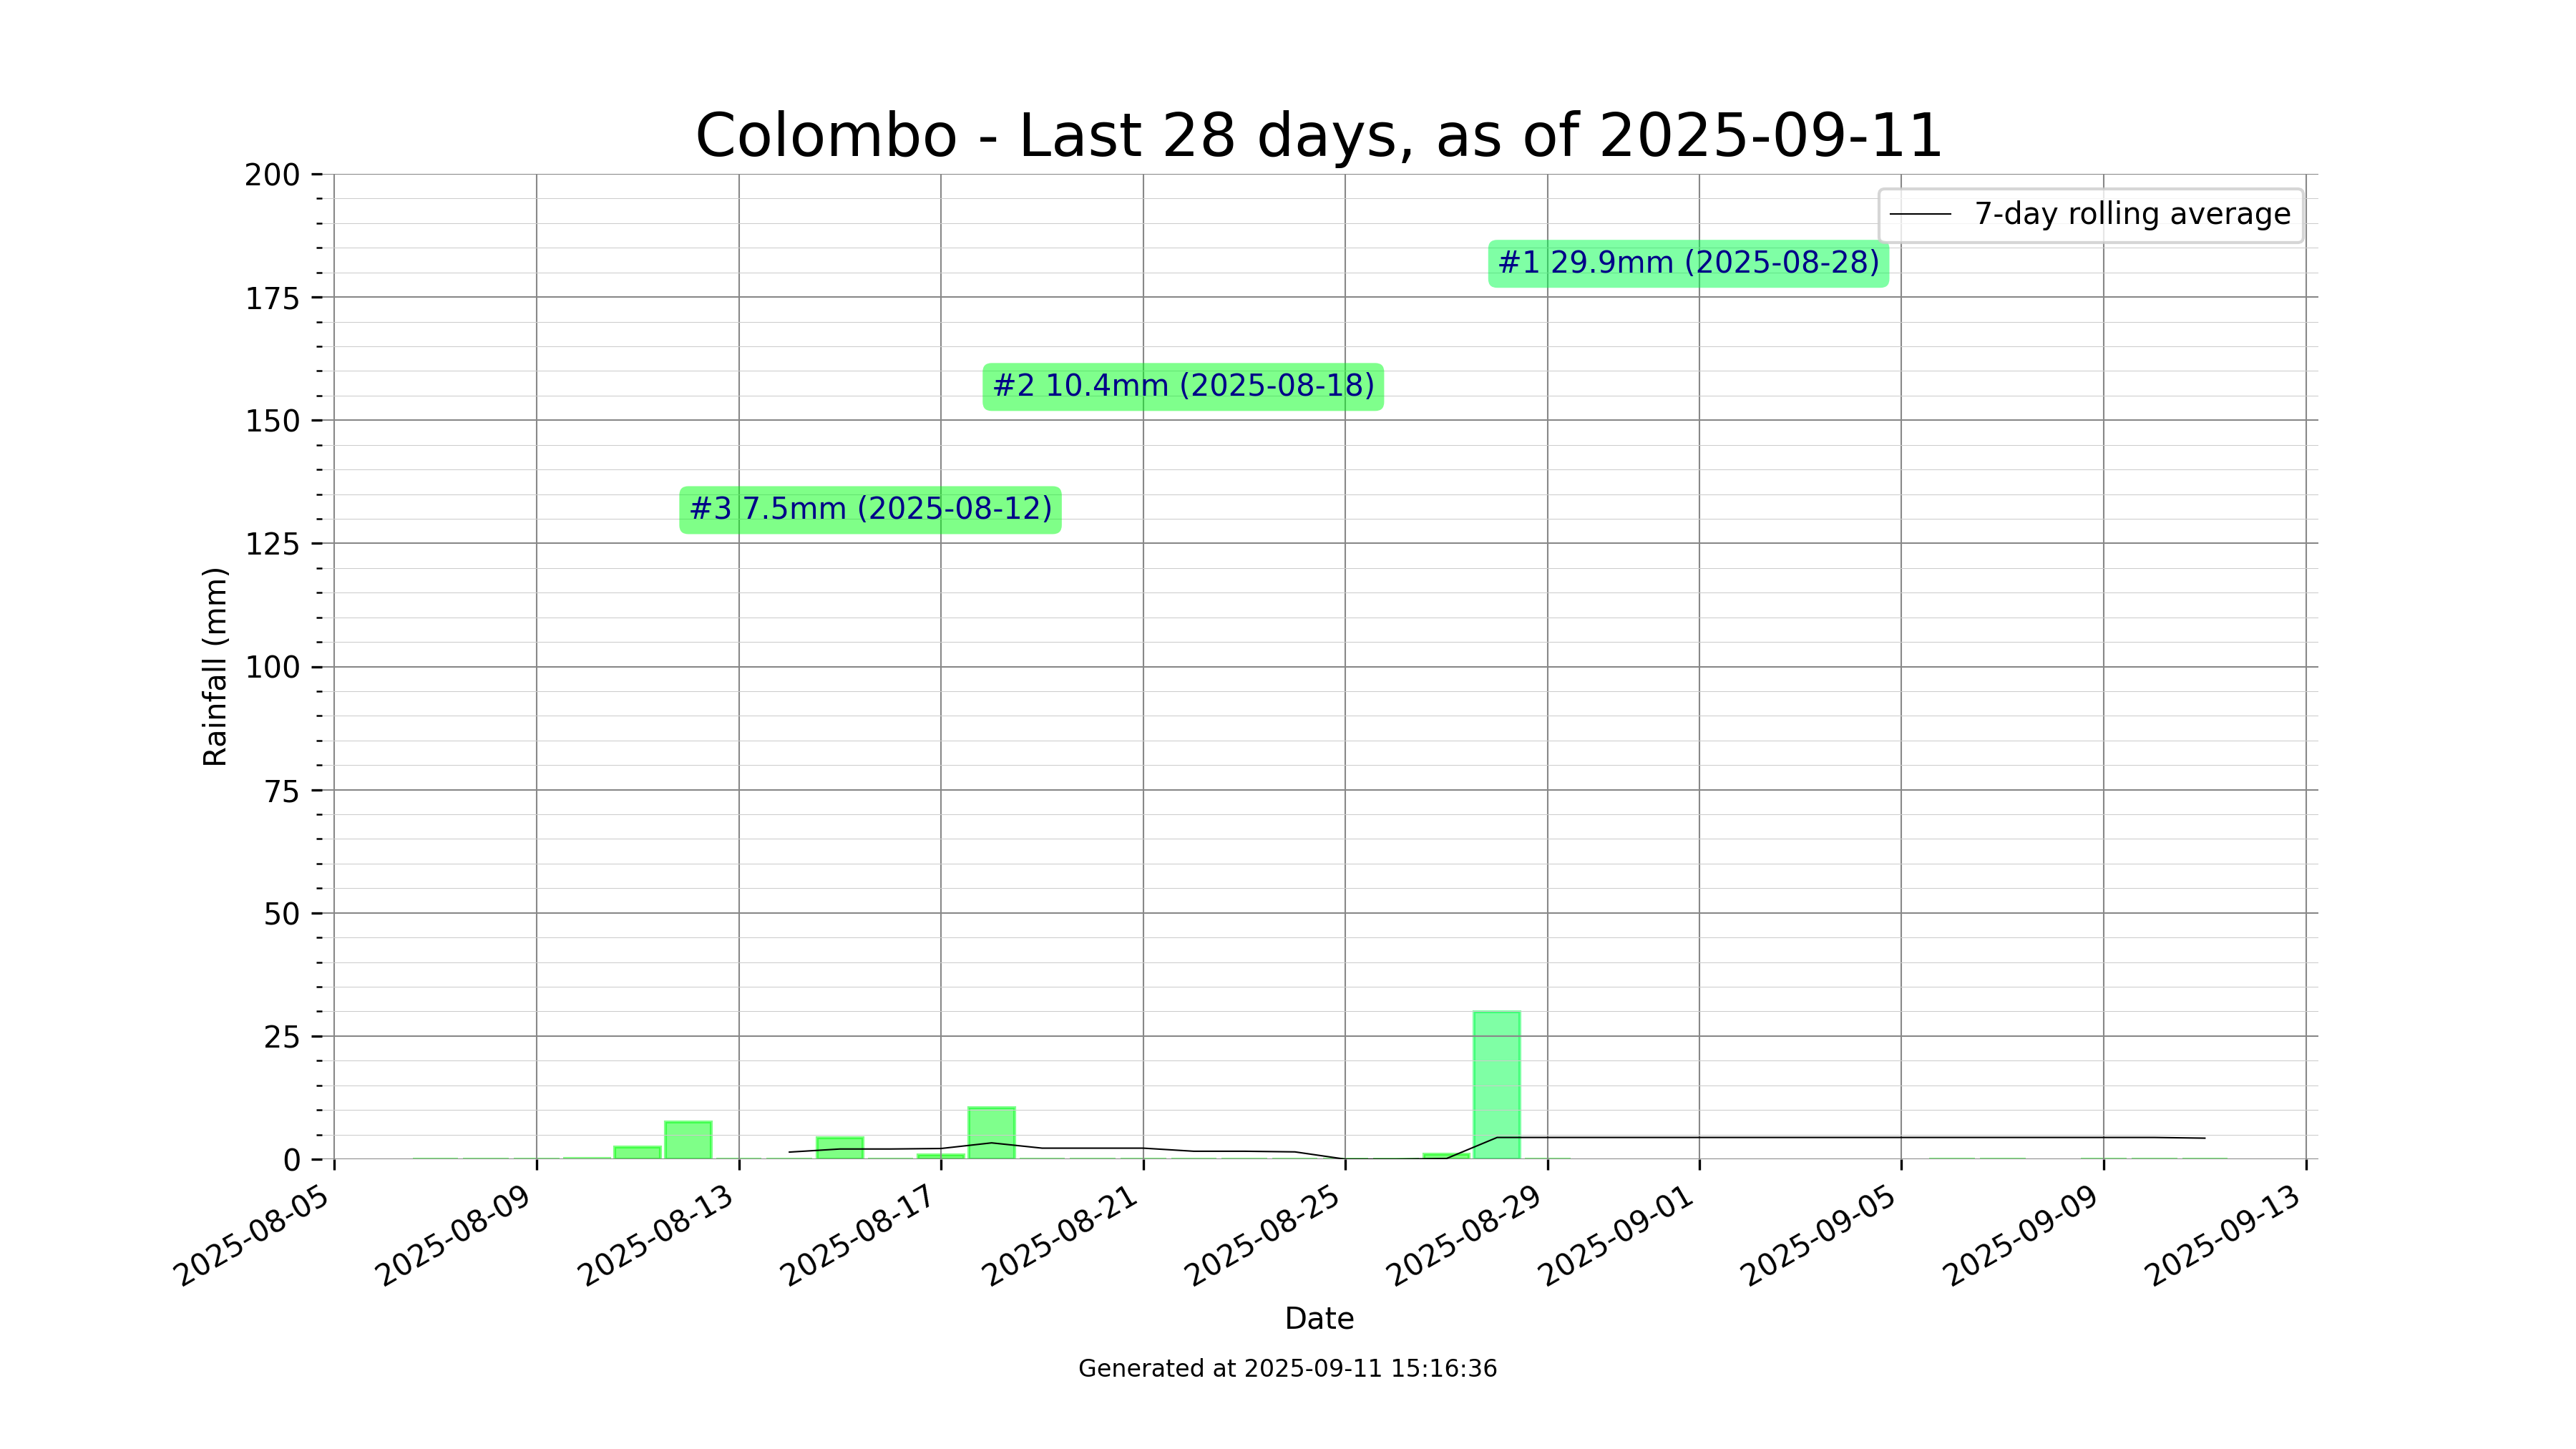 Colombo - Last 28 days, as of 2025-09-11
200
175
150
125
100
75
50
25
0
Rainfall (mm)
7-day rolling average
#1 29.9mm (2025-08-28)
#2 10.4mm (2025-08-18)
#3 7.5mm (2025-08-12)
2025-08-05
2025-08-09
2025-08-13
2025-08-17
2025-08-21
2025-08-25
2025-08-29
2025-09-01
2025-09-05
2025-09-09
2025-09-13
Date
Generated at 2025-09-11 15:16:36